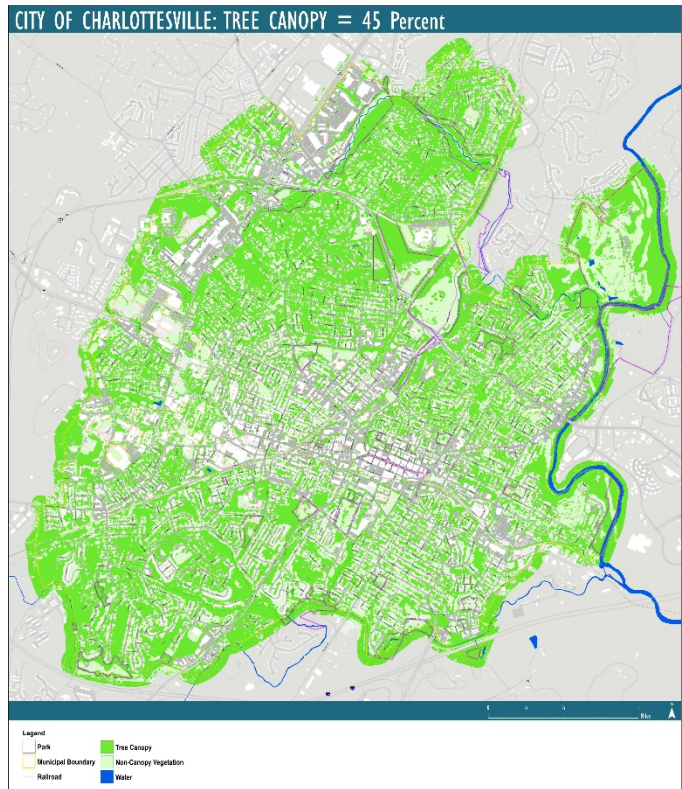 CITY OF CHARLOTTESVILLE: TREE CANOPY = 45 Percent
Miles
Legend
Park
Municipal Boundary
Railroad
Tree Canopy
Non-Canopy Vegetation
Water